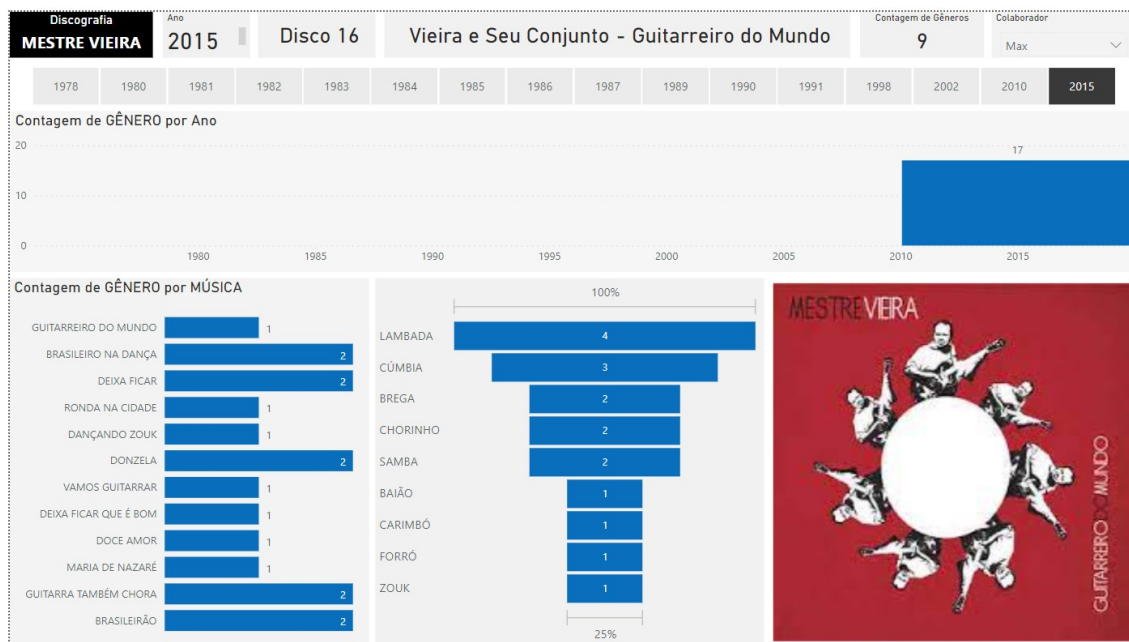 Discografia
MESTRE VIEIRA
Ano
2015
Disco 16
Vieira e Seu Conjunto - Guitarreiro do Mundo
Contagem de Gêneros
9
Colaborador
Max
1978 1980 1981 1982 1983 1984 1985 1986 1987 1989 1990 1991 1998 2002 2010 2015
Contagem de GÊNERO por Ano
20
17
10
0
1980 1985 1990 1995 2000 2005 2010 2015
Contagem de GÊNERO por MÚSICA
GUITARREIRO DO MUNDO 1
BRASILEIRO NA DANÇA 2
DEIXA FICAR 2
RONDA NA CIDADE 1
DANÇANDO ZOUK 1
DONZELA 2
VAMOS GUITARRAR 1
DEIXA FICAR QUE É BOM 1
DOCE AMOR 1
MARIA DE NAZARÉ 1
GUITARRA TAMBÉM CHORA 2
BRASILEIRÃO 2
100%
LAMBADA 4
CÚMBIA 3
BREGA 2
CHORINHO 2
SAMBA 2
BAIÃO 1
CARIMBÓ 1
FORRÓ 1
ZOUK 1
25%
MESTREVIEIRA
GUITARREIRODOMUNDO